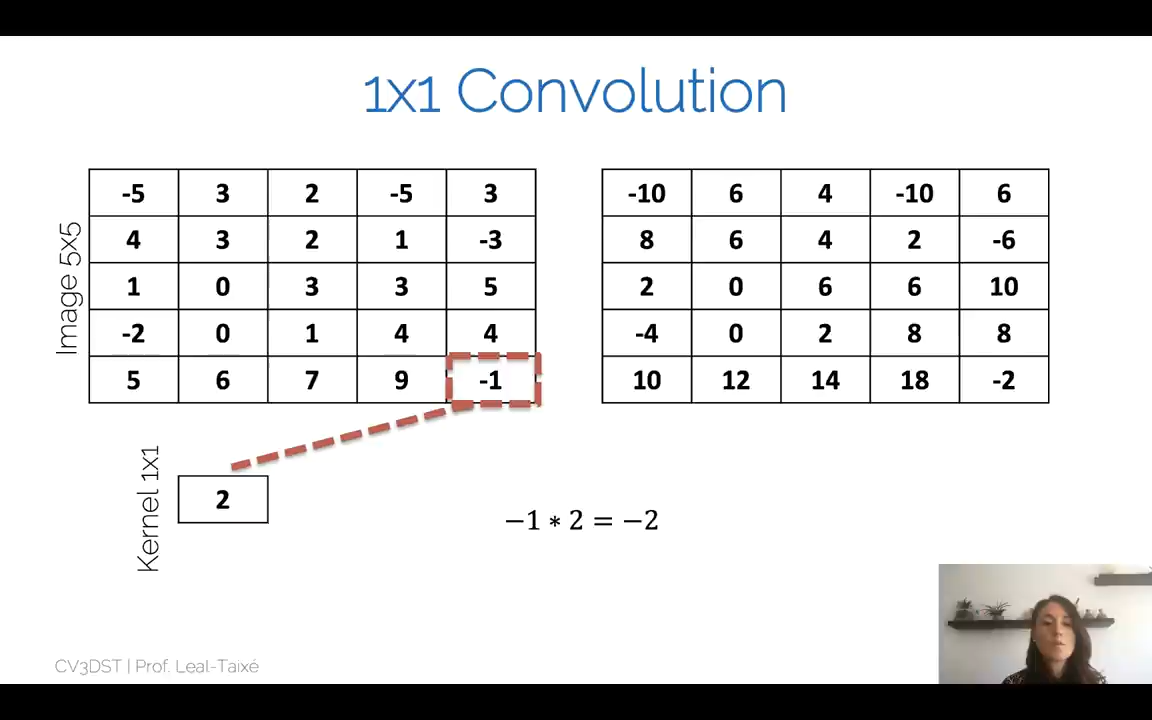 1x1 Convolution
Image 5x5
-5 3 2 -5 3
4 3 2 1 -3
1 0 3 3 5
-2 0 1 4 4
5 6 7 9 -1
-10 6 4 -10 6
8 6 4 2 -6
2 0 6 6 10
-4 0 2 8 8
10 12 14 18 -2
Kernel 1x1
2
−1 ∗ 2 = −2
CV3DST | Prof. Leal-Taixé